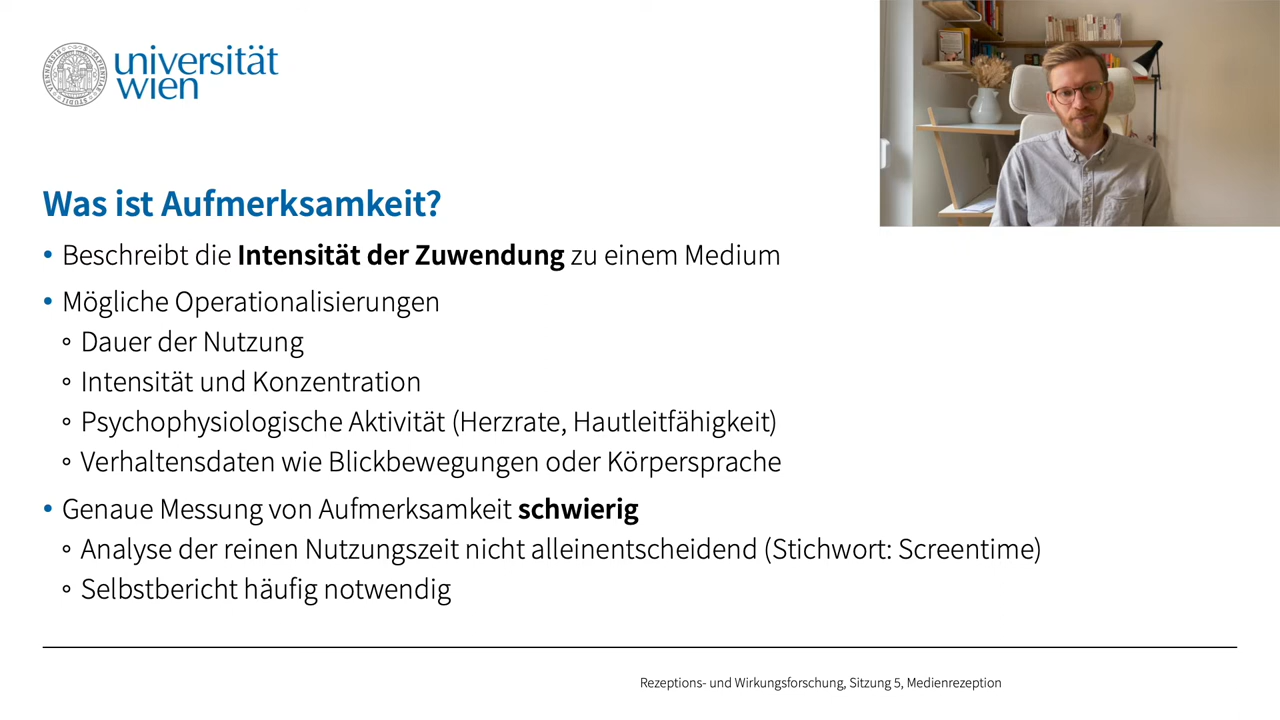 universität
wien
Was ist Aufmerksamkeit?
• Beschreibt die Intensität der Zuwendung zu einem Medium
• Mögliche Operationalisierungen
◦ Dauer der Nutzung
◦ Intensität und Konzentration
◦ Psychophysiologische Aktivität (Herzrate, Hautleitfähigkeit)
◦ Verhaltensdaten wie Blickbewegungen oder Körpersprache
• Genaue Messung von Aufmerksamkeit schwierig
◦ Analyse der reinen Nutzungszeit nicht alleinentscheidend (Stichwort: Screentime)
◦ Selbstbericht häufig notwendig
Rezeptions- und Wirkungsforschung, Sitzung 5, Medienrezeption